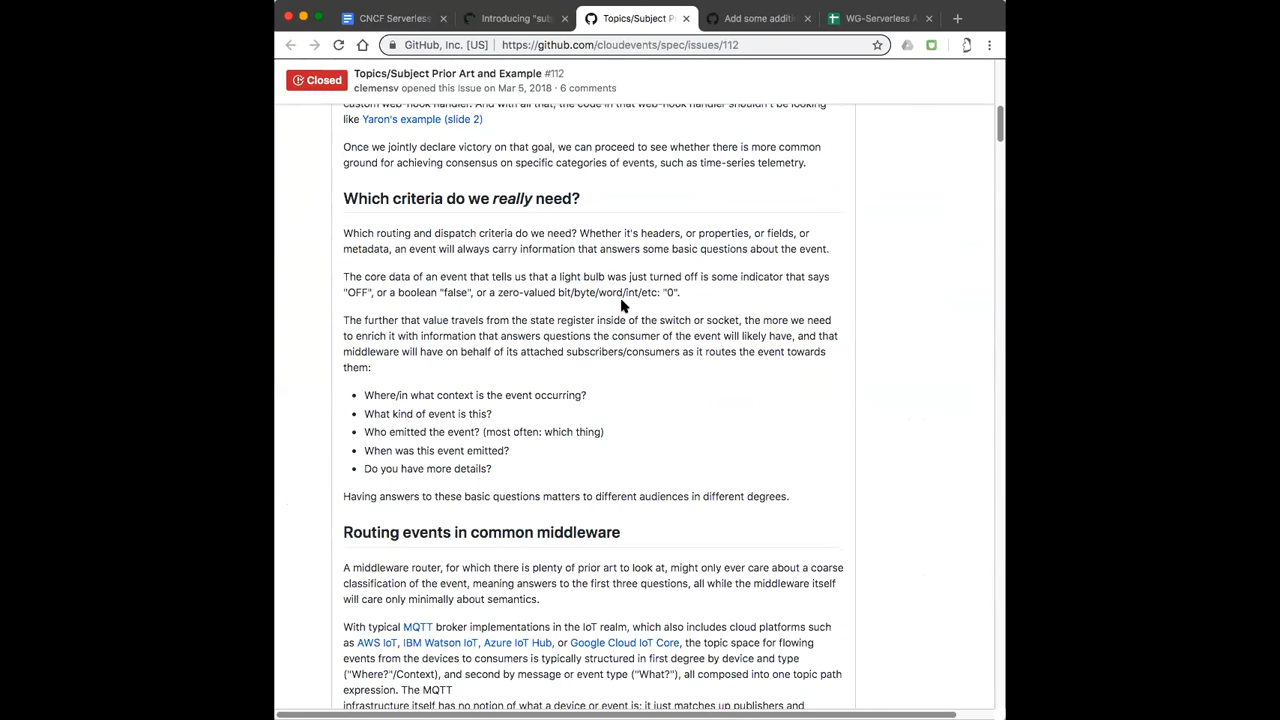 CNCF Serverless
Introducing "sub
Topics/Subject P
Add some addit
WG-Serverless A
GitHub, Inc. [US]
https://github.com/cloudevents/spec/issues/112
Closed
Topics/Subject Prior Art and Example #112
clemensv opened this issue on Mar 5, 2018 · 6 comments
custom web-hook handler. And with all that, the code in that web-hook handler shouldn't be looking
like Yaron's example (slide 2)
Once we jointly declare victory on that goal, we can proceed to see whether there is more common
ground for achieving consensus on specific categories of events, such as time-series telemetry.
Which criteria do we really need?
Which routing and dispatch criteria do we need? Whether it's headers, or properties, or fields, or
metadata, an event will always carry information that answers some basic questions about the event.
The core data of an event that tells us that a light bulb was just turned off is some indicator that says
"OFF", or a boolean "false", or a zero-valued bit/byte/word/int/etc: "0".
The further that value travels from the state register inside of the switch or socket, the more we need
to enrich it with information that answers questions the consumer of the event will likely have, and that
middleware will have on behalf of its attached subscribers/consumers as it routes the event towards
them:
• Where/in what context is the event occurring?
• What kind of event is this?
• Who emitted the event? (most often: which thing)
• When was this event emitted?
• Do you have more details?
Having answers to these basic questions matters to different audiences in different degrees.
Routing events in common middleware
A middleware router, for which there is plenty of prior art to look at, might only ever care about a coarse
classification of the event, meaning answers to the first three questions, all while the middleware itself
will care only minimally about semantics.
With typical MQTT broker implementations in the IoT realm, which also includes cloud platforms such
as AWS IoT, IBM Watson IoT, Azure IoT Hub, or Google Cloud IoT Core, the topic space for flowing
events from the devices to consumers is typically structured in first degree by device and type
("Where?"/Context), and second by message or event type ("What?"), all composed into one topic path
expression. The MQTT
infrastructure itself has no notion of what a device or event is; it just matches up publishers and